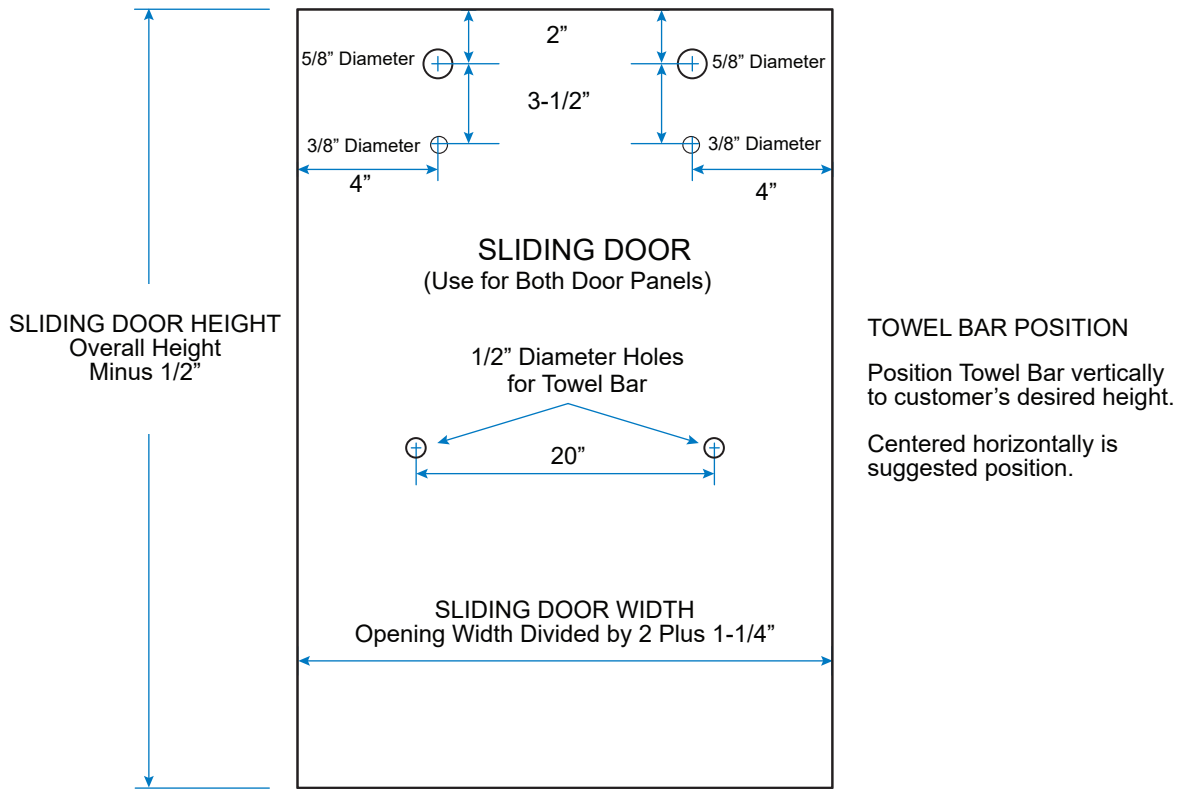 2”
5/8” Diameter
5/8” Diameter
3-1/2”
3/8” Diameter
3/8” Diameter
4”
4”
SLIDING DOOR
(Use for Both Door Panels)
SLIDING DOOR HEIGHT
Overall Height
Minus 1/2”
TOWEL BAR POSITION
Position Towel Bar vertically
to customer’s desired height.
Centered horizontally is
suggested position.
1/2” Diameter Holes
for Towel Bar
20”
SLIDING DOOR WIDTH
Opening Width Divided by 2 Plus 1-1/4”